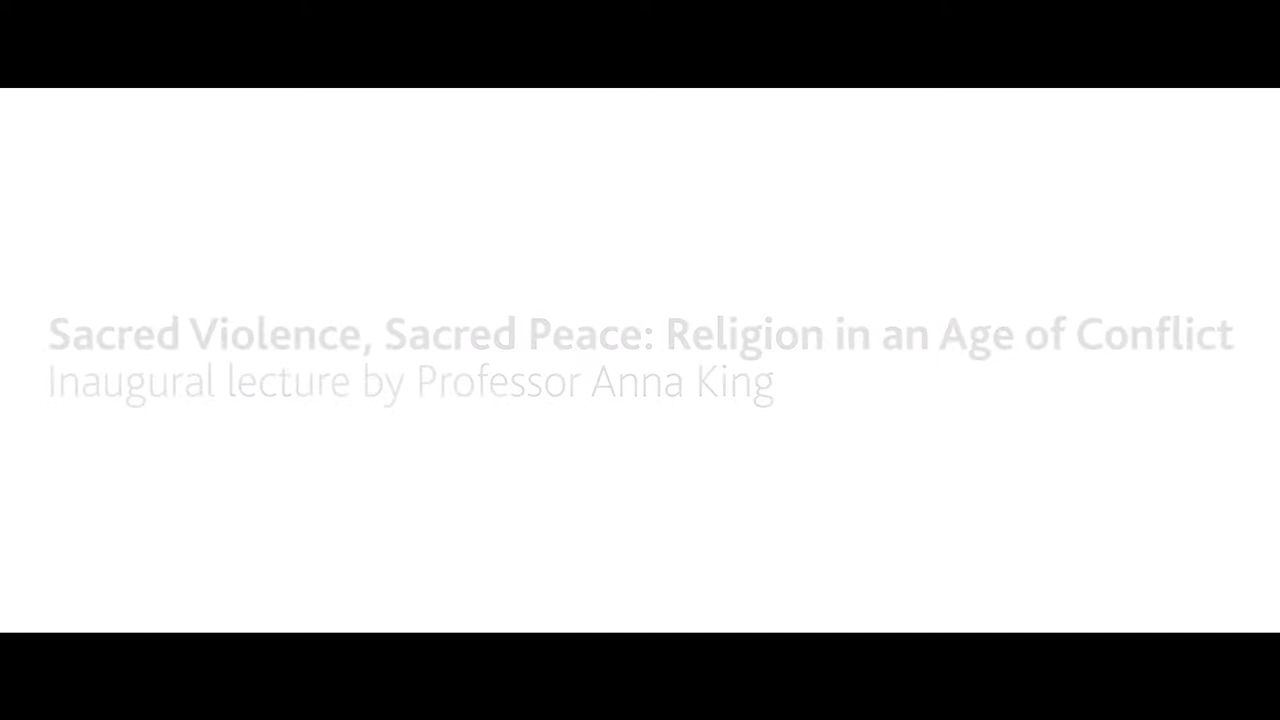 Sacred Violence, Sacred Peace: Religion in an Age of Conflict
Inaugural lecture by Professor Anna King